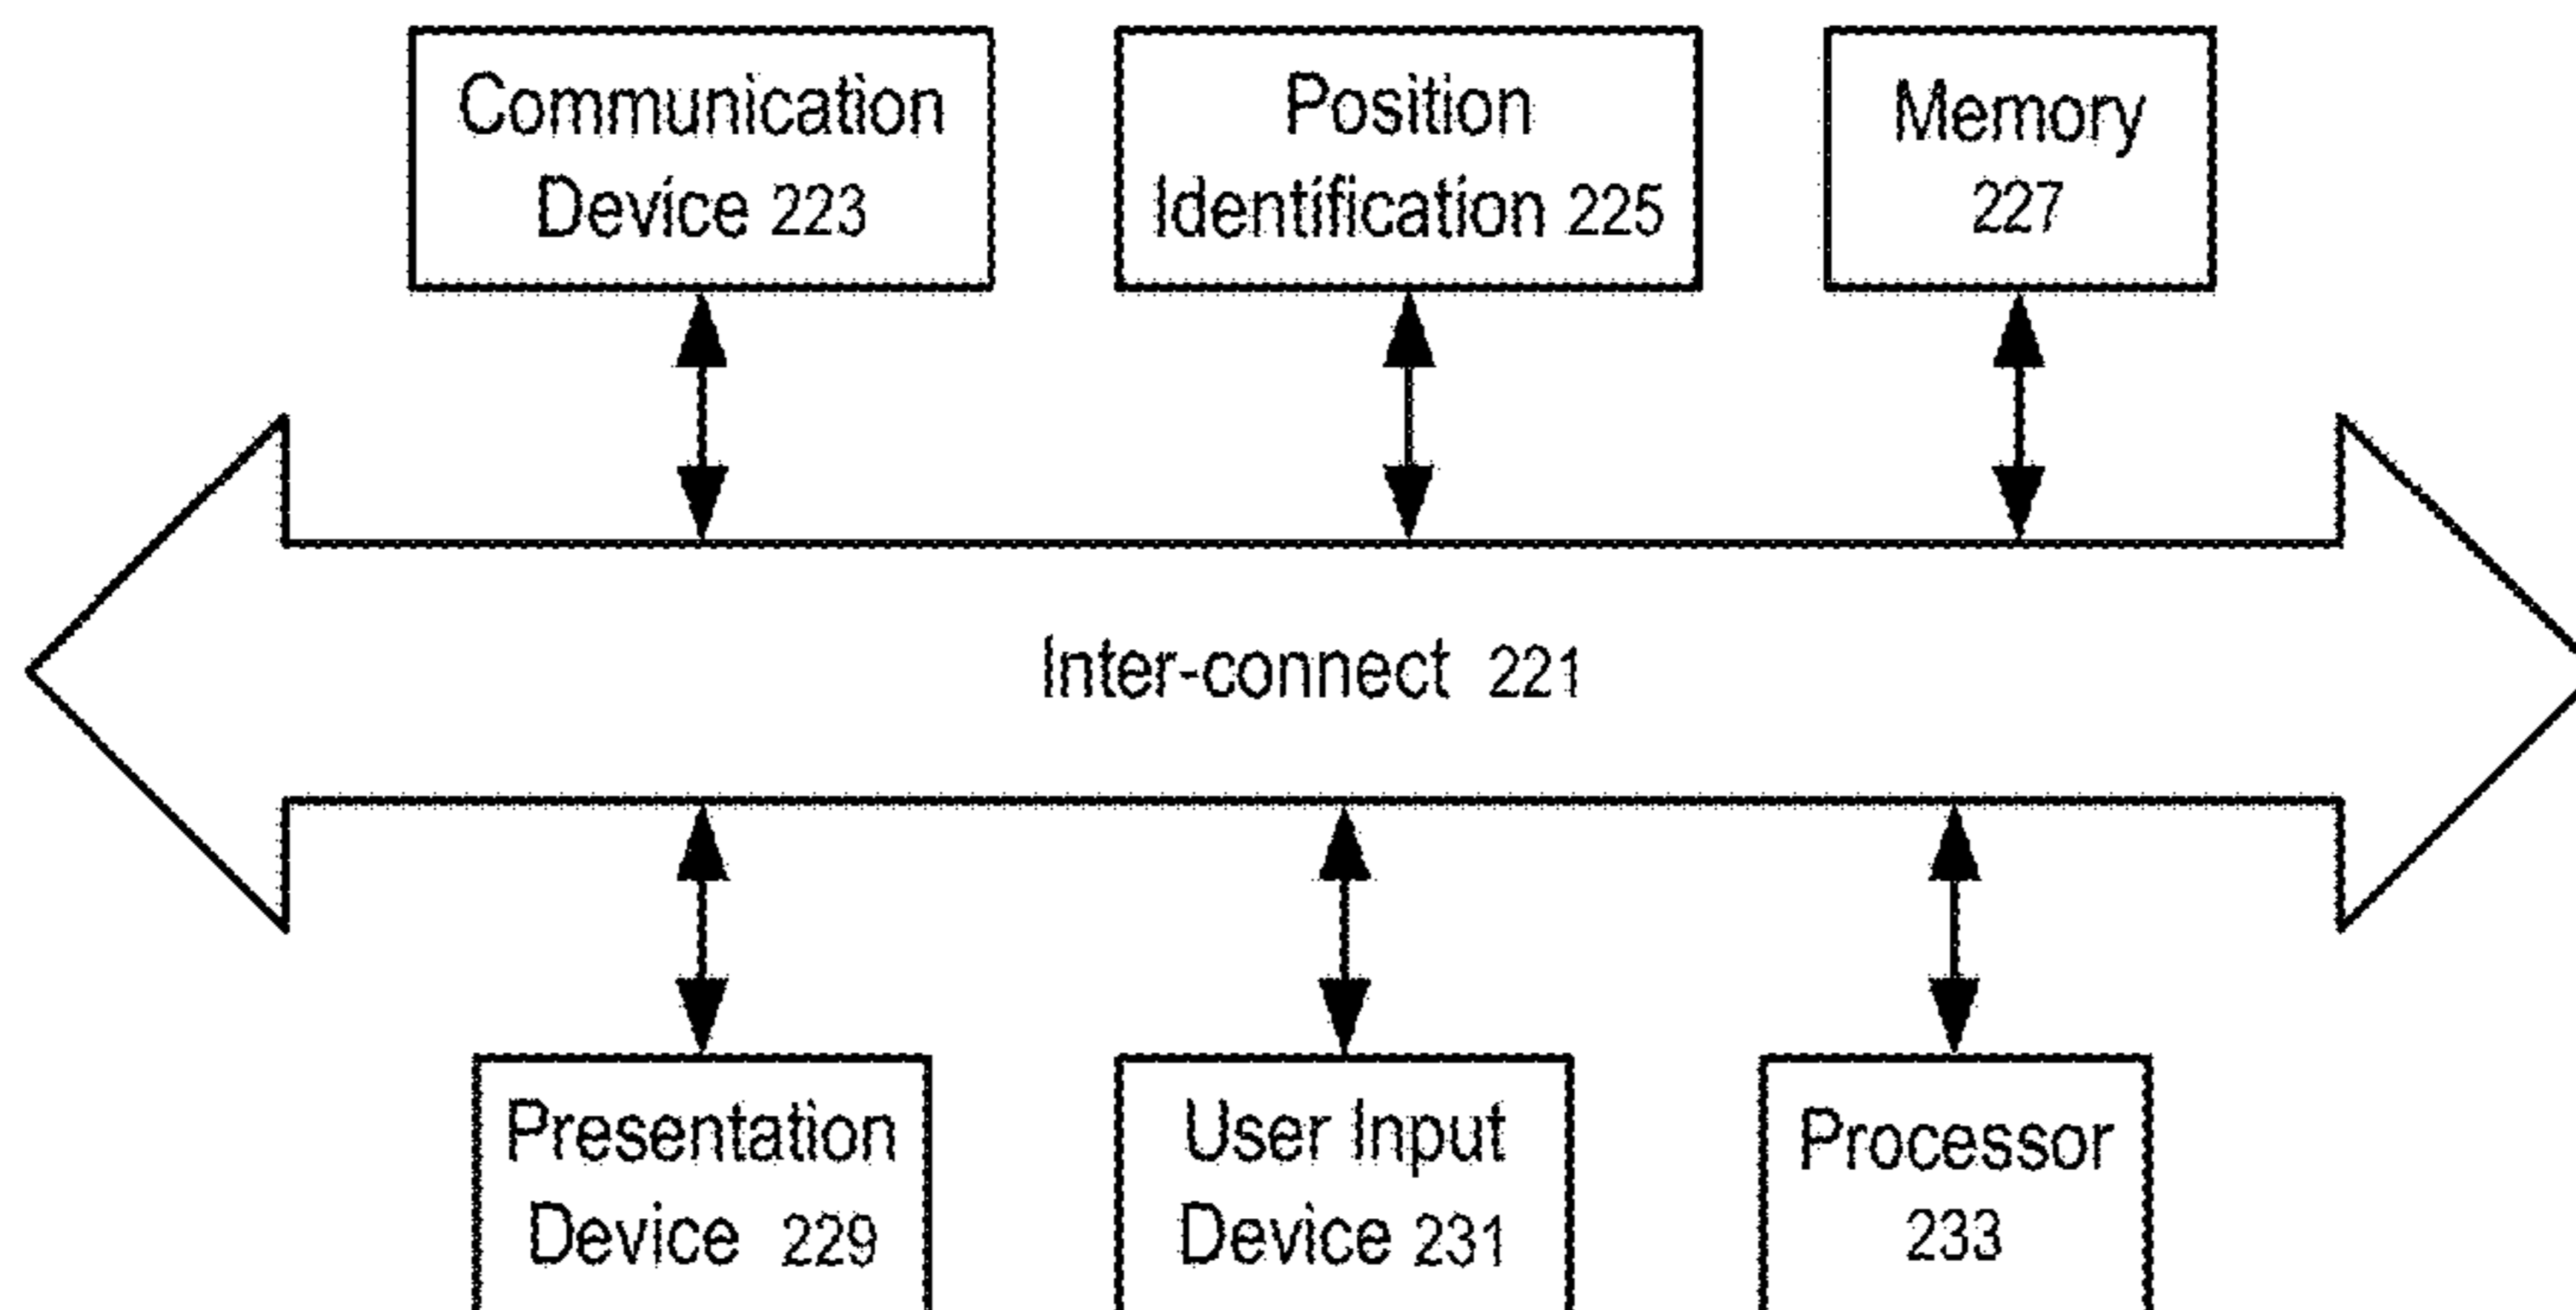 Communication
Device 223
Position
Identification 225
Memory
227
Inter-connect 221
Presentation
Device 229
User Input
Device 231
Processor
233